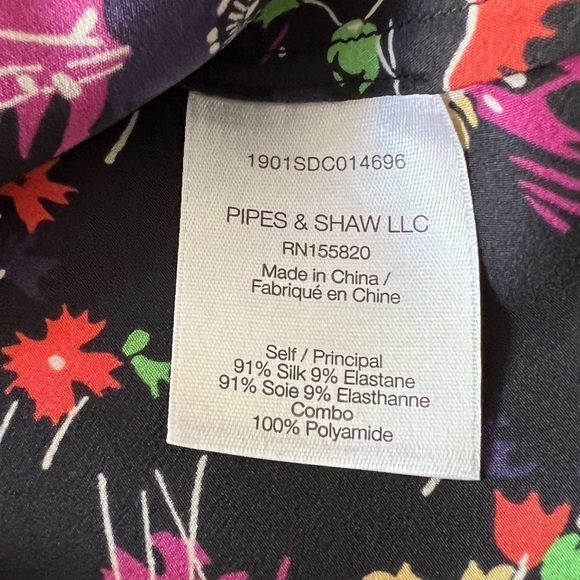 1901SDC014696
PIPES & SHAW LLC
RN155820
Made in China /
Fabriqué en Chine
Self / Principal
91% Silk 9% Elastane
91% Soie 9% Elasthanne
Combo
100% Polyamide